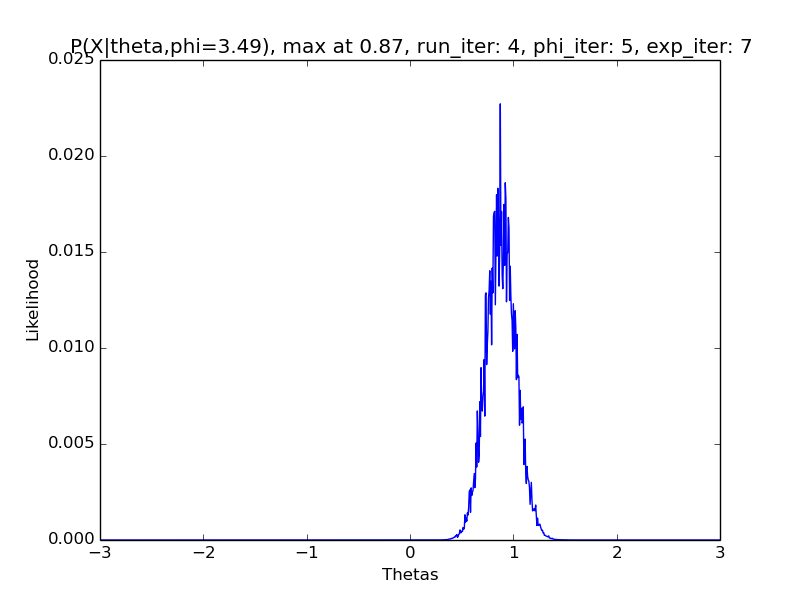 P(X|theta,phi=3.49), max at 0.87, run_iter: 4, phi_iter: 5, exp_iter: 7
0.025
0.020
0.015
0.010
0.005
0.000
Likelihood
−3 −2 −1 0 1 2 3
Thetas